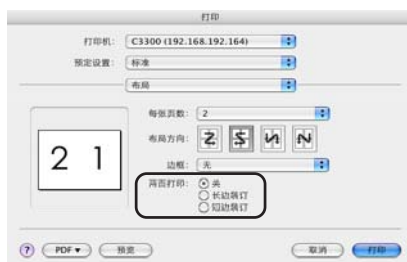 打印
打印机: C3300 (192.168.192.164)
预定设置: 标准
布局
每张页数: 2
布局方向:
边框: 无
两面打印: 关
长边装订
短边装订
2 1
? PDF 预览 取消 打印